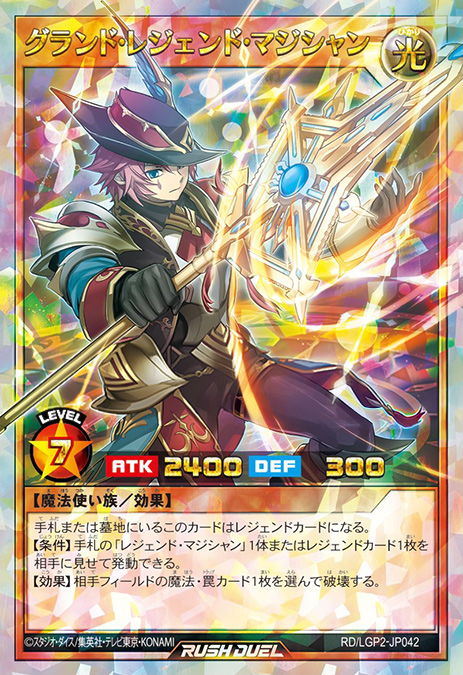 グランド・レジェンド・マジシャン
ひかり
光
LEVEL
7
ATK 2400 DEF 300
【魔法使い族/効果】
手札または墓地にいるこのカードはレジェンドカードになる。
【条件】手札の「レジェンド・マジシャン」1体またはレジェンドカード1枚を
相手に見せて発動できる。
【効果】相手フィールドの魔法・罠カード1枚を選んで破壊する。
©スタジオ・ダイス/集英社・テレビ東京・KONAMI
RD/LGP2-JP042
RUSH DUEL